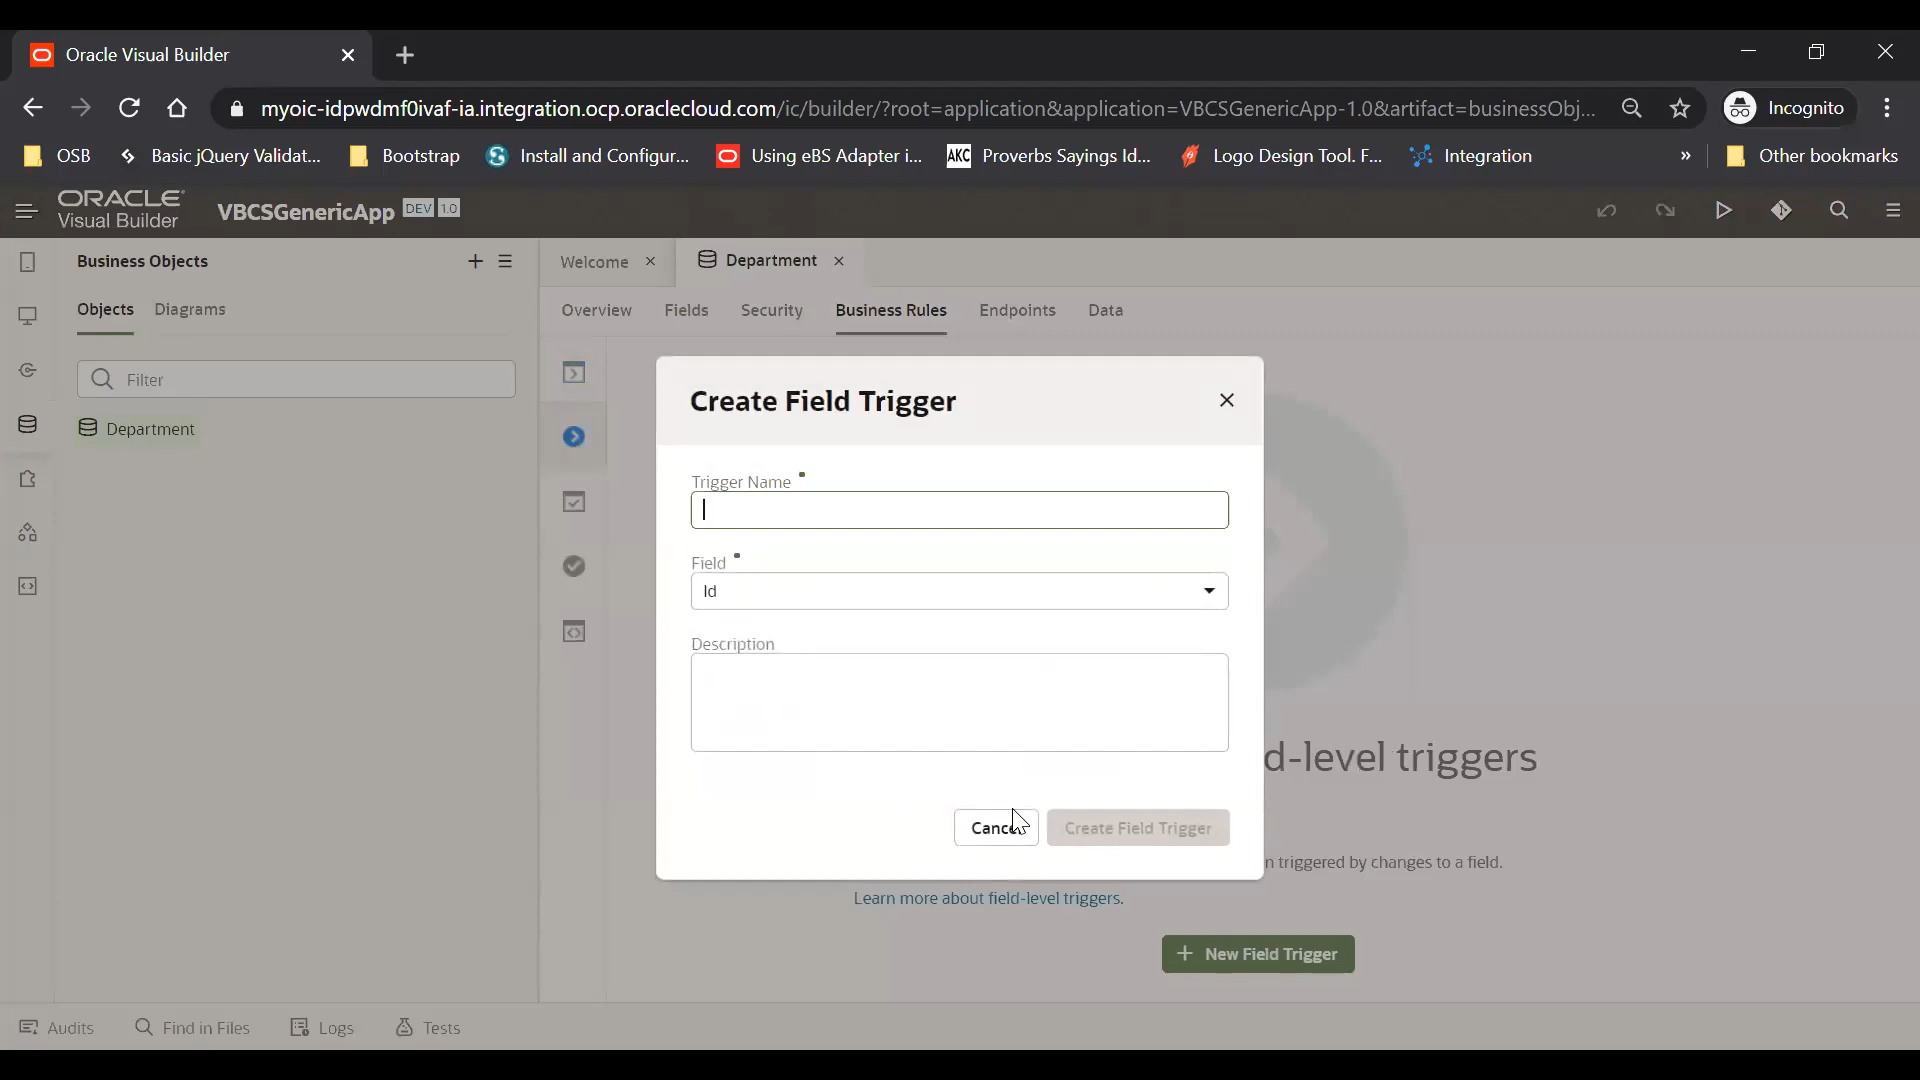 Oracle Visual Builder
myoic-idpwdmf0ivaf-ia.integration.ocp.oraclecloud.com/ic/builder/?root=application&application=VBCSGenericApp-1.0&artifact=businessObj...
Incognito
OSB
Basic jQuery Validat...
Bootstrap
Install and Configur...
Using eBS Adapter i...
AKC
Proverbs Sayings Id...
Logo Design Tool. F...
Integration
»
Other bookmarks
ORACLE
Visual Builder
VBCSGenericApp DEV 1.0
Business Objects
Welcome
Department
Objects
Diagrams
Overview
Fields
Security
Business Rules
Endpoints
Data
Filter
Department
Create Field Trigger
Trigger Name
Field
Id
Description
d-level triggers
Cance
Create Field Trigger
n triggered by changes to a field.
Learn more about field-level triggers.
+ New Field Trigger
Audits
Find in Files
Logs
Tests